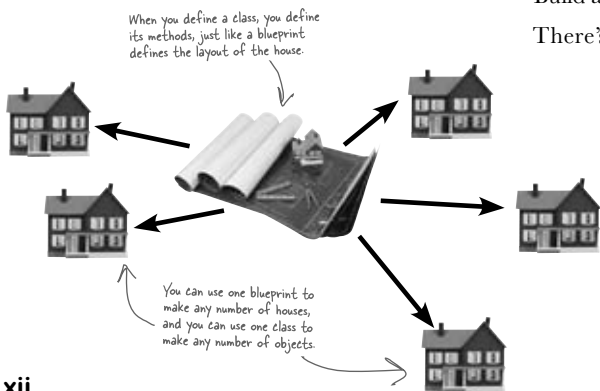 When you define a class, you define
its methods, just like a blueprint
defines the layout of the house.
There's
You can use one blueprint to
make any number of houses,
and you can use one class to
make any number of objects.
xii